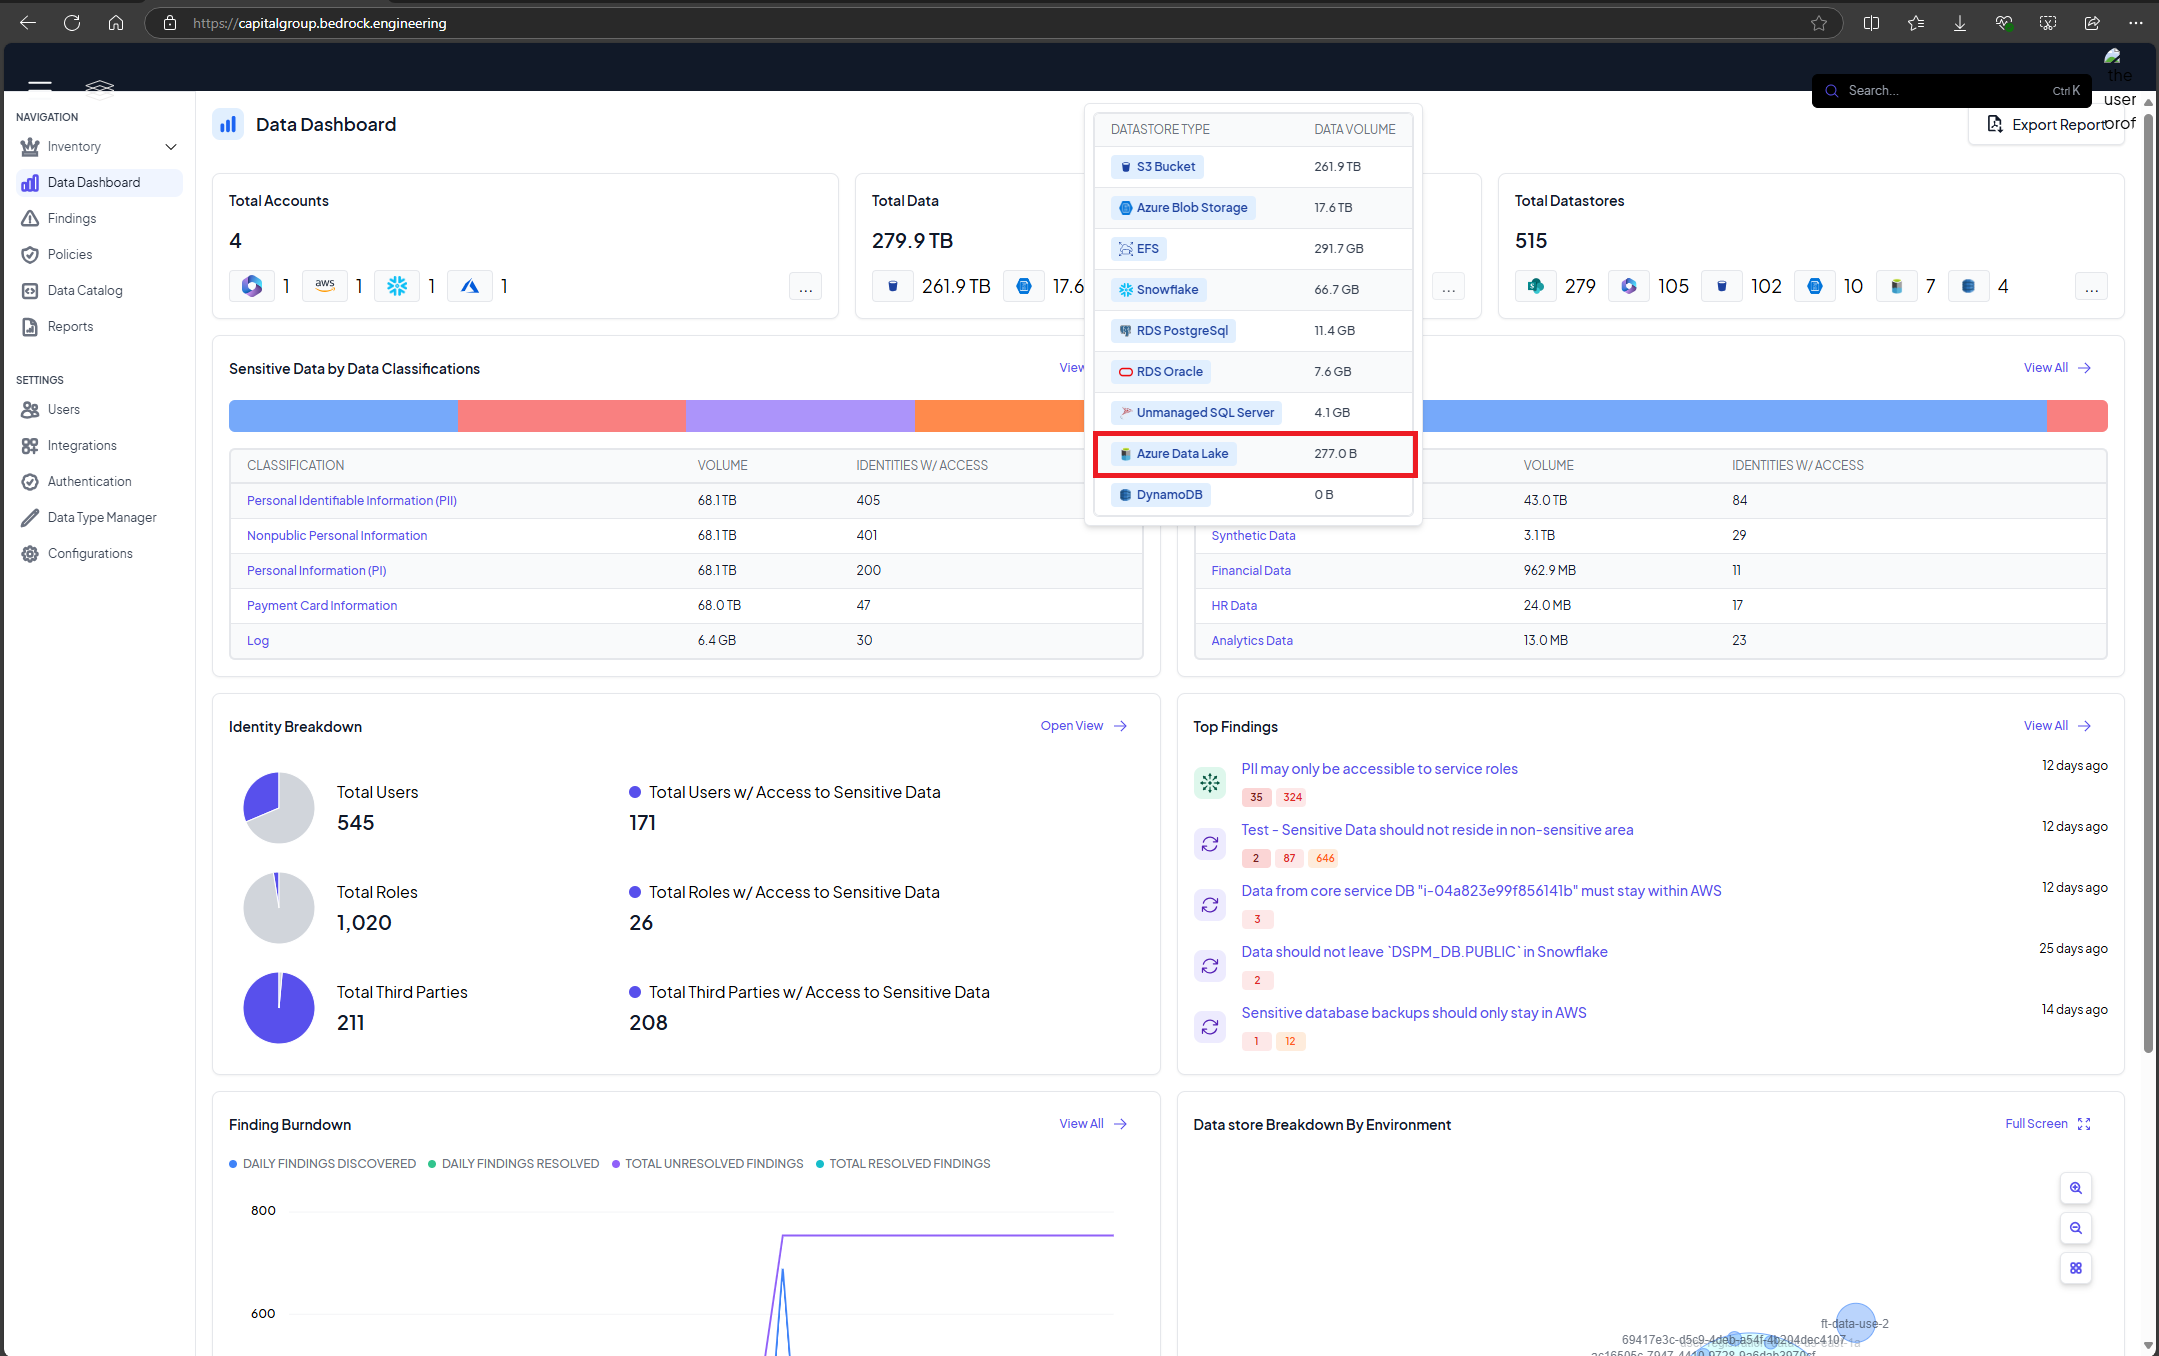 https://capitalgroup.bedrock.engineering
Search... Ctrl K
the
user
prof
NAVIGATION
Inventory
Data Dashboard
Findings
Policies
Data Catalog
Reports
SETTINGS
Users
Integrations
Authentication
Data Type Manager
Configurations
Data Dashboard
Export Report
Total Accounts
4
1 aws 1 1 1 ...
Total Data
279.9 TB
261.9 TB 17.6 ...
Total Datastores
515
279 105 102 10 7 4 ...
DATASTORE TYPE DATA VOLUME
S3 Bucket 261.9 TB
Azure Blob Storage 17.6 TB
EFS 291.7 GB
Snowflake 66.7 GB
RDS PostgreSql 11.4 GB
RDS Oracle 7.6 GB
Unmanaged SQL Server 4.1 GB
Azure Data Lake 277.0 B
DynamoDB 0 B
Sensitive Data by Data Classifications View
CLASSIFICATION VOLUME IDENTITIES W/ ACCESS
Personal Identifiable Information (PII) 68.1 TB 405
Nonpublic Personal Information 68.1 TB 401
Personal Information (PI) 68.1 TB 200
Payment Card Information 68.0 TB 47
Log 6.4 GB 30
View All
VOLUME IDENTITIES W/ ACCESS
43.0 TB 84
Synthetic Data 3.1 TB 29
Financial Data 962.9 MB 11
HR Data 24.0 MB 17
Analytics Data 13.0 MB 23
Identity Breakdown Open View
Total Users Total Users w/ Access to Sensitive Data
545 171
Total Roles Total Roles w/ Access to Sensitive Data
1,020 26
Total Third Parties Total Third Parties w/ Access to Sensitive Data
211 208
Top Findings View All
PII may only be accessible to service roles 12 days ago
35 324
Test - Sensitive Data should not reside in non-sensitive area 12 days ago
2 87 646
Data from core service DB "i-04a823e99f856141b" must stay within AWS 12 days ago
3
Data should not leave `DSPM_DB.PUBLIC` in Snowflake 25 days ago
2
Sensitive database backups should only stay in AWS 14 days ago
1 12
Finding Burndown View All
DAILY FINDINGS DISCOVERED DAILY FINDINGS RESOLVED TOTAL UNRESOLVED FINDINGS TOTAL RESOLVED FINDINGS
800
600
Data store Breakdown By Environment Full Screen
ft-data-use-2
69417e3c-d5c9-4deb-a54f-4b204dec4107